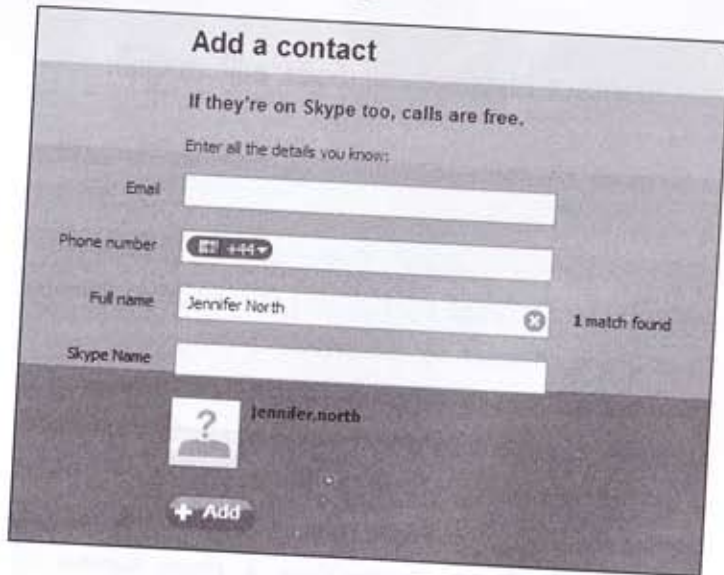 Add a contact
If they're on Skype too, calls are free.
Enter all the details you know:
Email
Phone number +44
Full name Jennifer North 1 match found
Skype Name
jennifer.north
+ Add